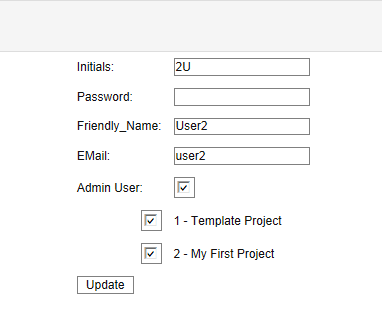 Initials: 2U
Password:
Friendly_Name: User2
EMail: user2
Admin User:
1 - Template Project
2 - My First Project
Update